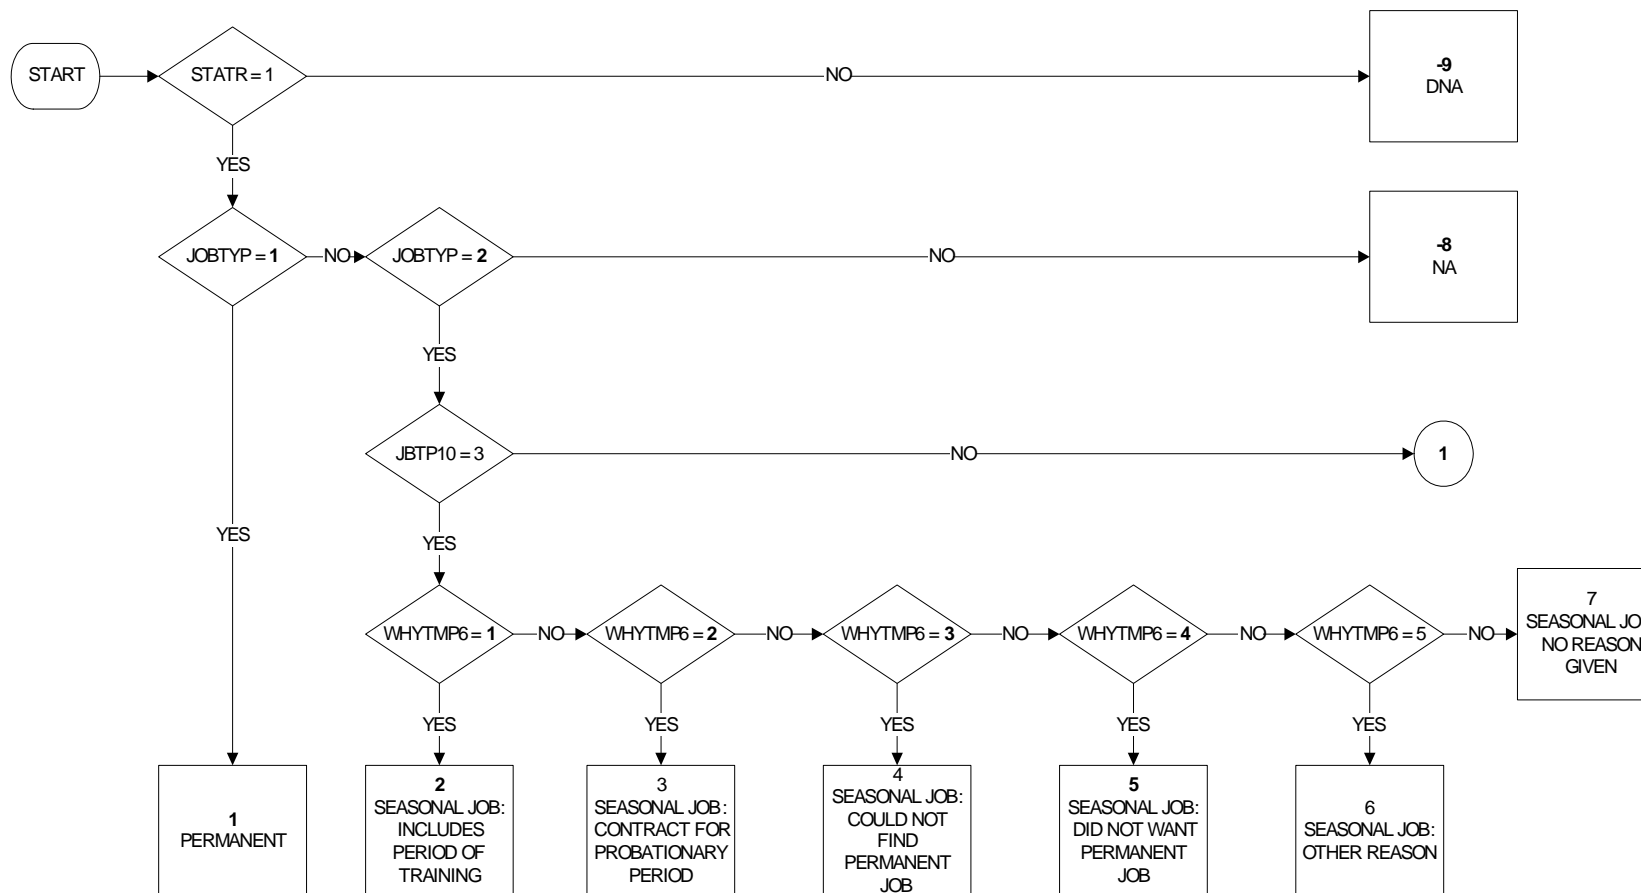 START
STATR = 1
NO
-9
DNA
YES
JOBTYP = 1
NO
JOBTYP = 2
NO
-8
NA
YES
JBTP10 = 3
NO
1
YES
YES
WHYTMP6 = 1
NO
WHYTMP6 = 2
NO
WHYTMP6 = 3
NO
WHYTMP6 = 4
NO
WHYTMP6 = 5
NO
7
SEASONAL JO
NO REASON
GIVEN
YES
YES
YES
YES
YES
1
PERMANENT
2
SEASONAL JOB:
INCLUDES
PERIOD OF
TRAINING
3
SEASONAL JOB:
CONTRACT FOR
PROBATIONARY
PERIOD
4
SEASONAL JOB:
COULD NOT
FIND
PERMANENT
JOB
5
SEASONAL JOB:
DID NOT WANT
PERMANENT
JOB
6
SEASONAL JOB:
OTHER REASON